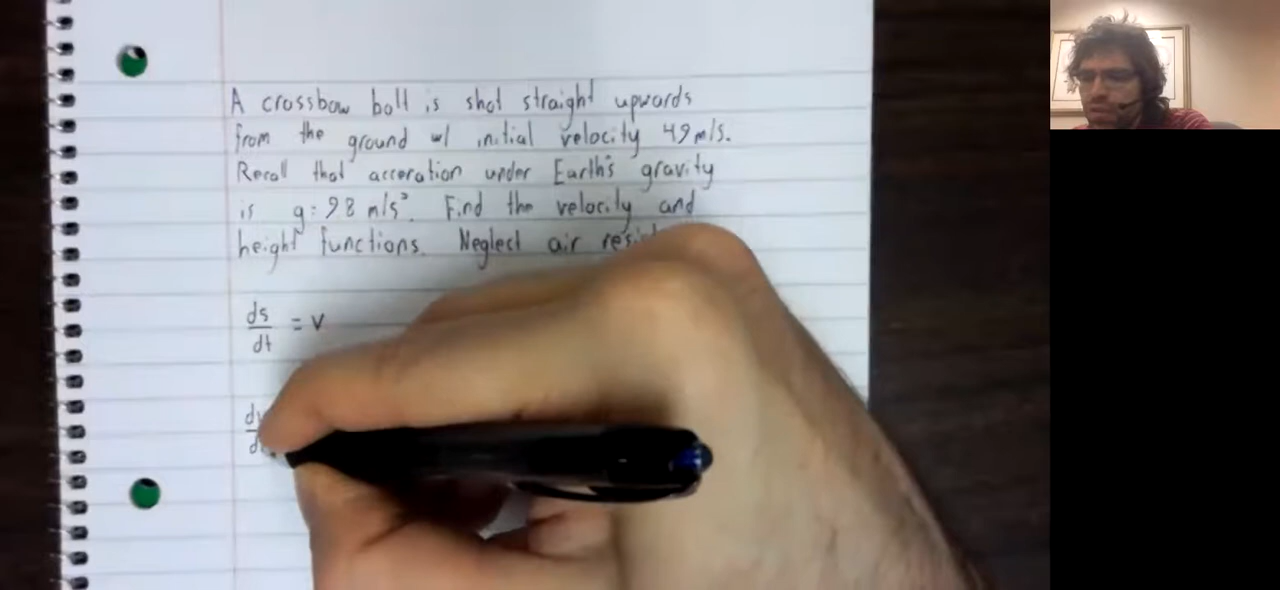 A crossbow bolt is shot straight upwards
from the ground w/ initial velocity 49 m/s.
Recall that acceration under Earth's gravity
is g = 9.8 m/s². Find the velocity and
height functions. Neglect air
ds/dt = v